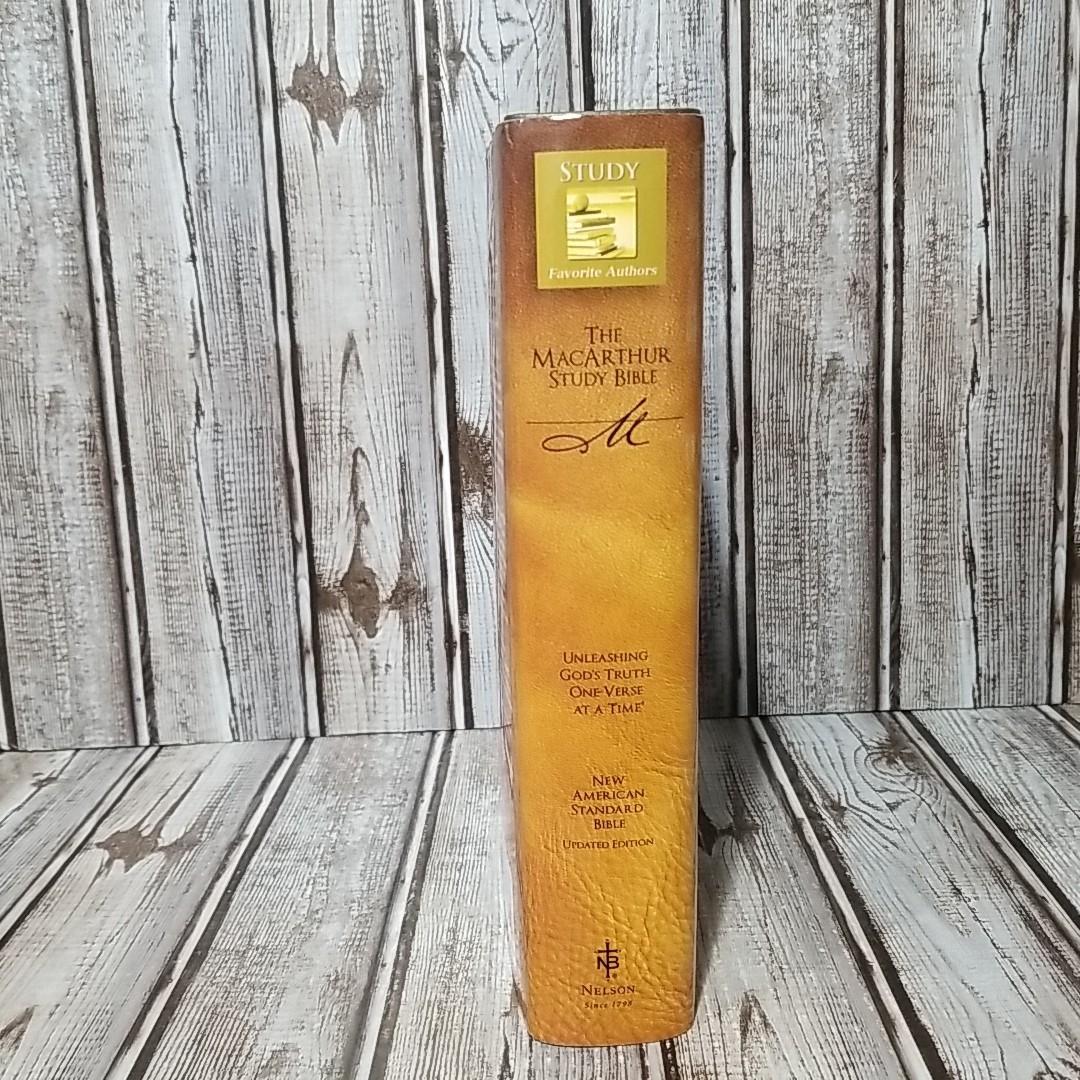 STUDY
Favorite Authors
THE
MACARTHUR
STUDY BIBLE
M
UNLEASHING
GOD'S TRUTH
ONE VERSE
AT A TIME®
NEW
AMERICAN
STANDARD
BIBLE
UPDATED EDITION
NB
NELSON
Since 1798